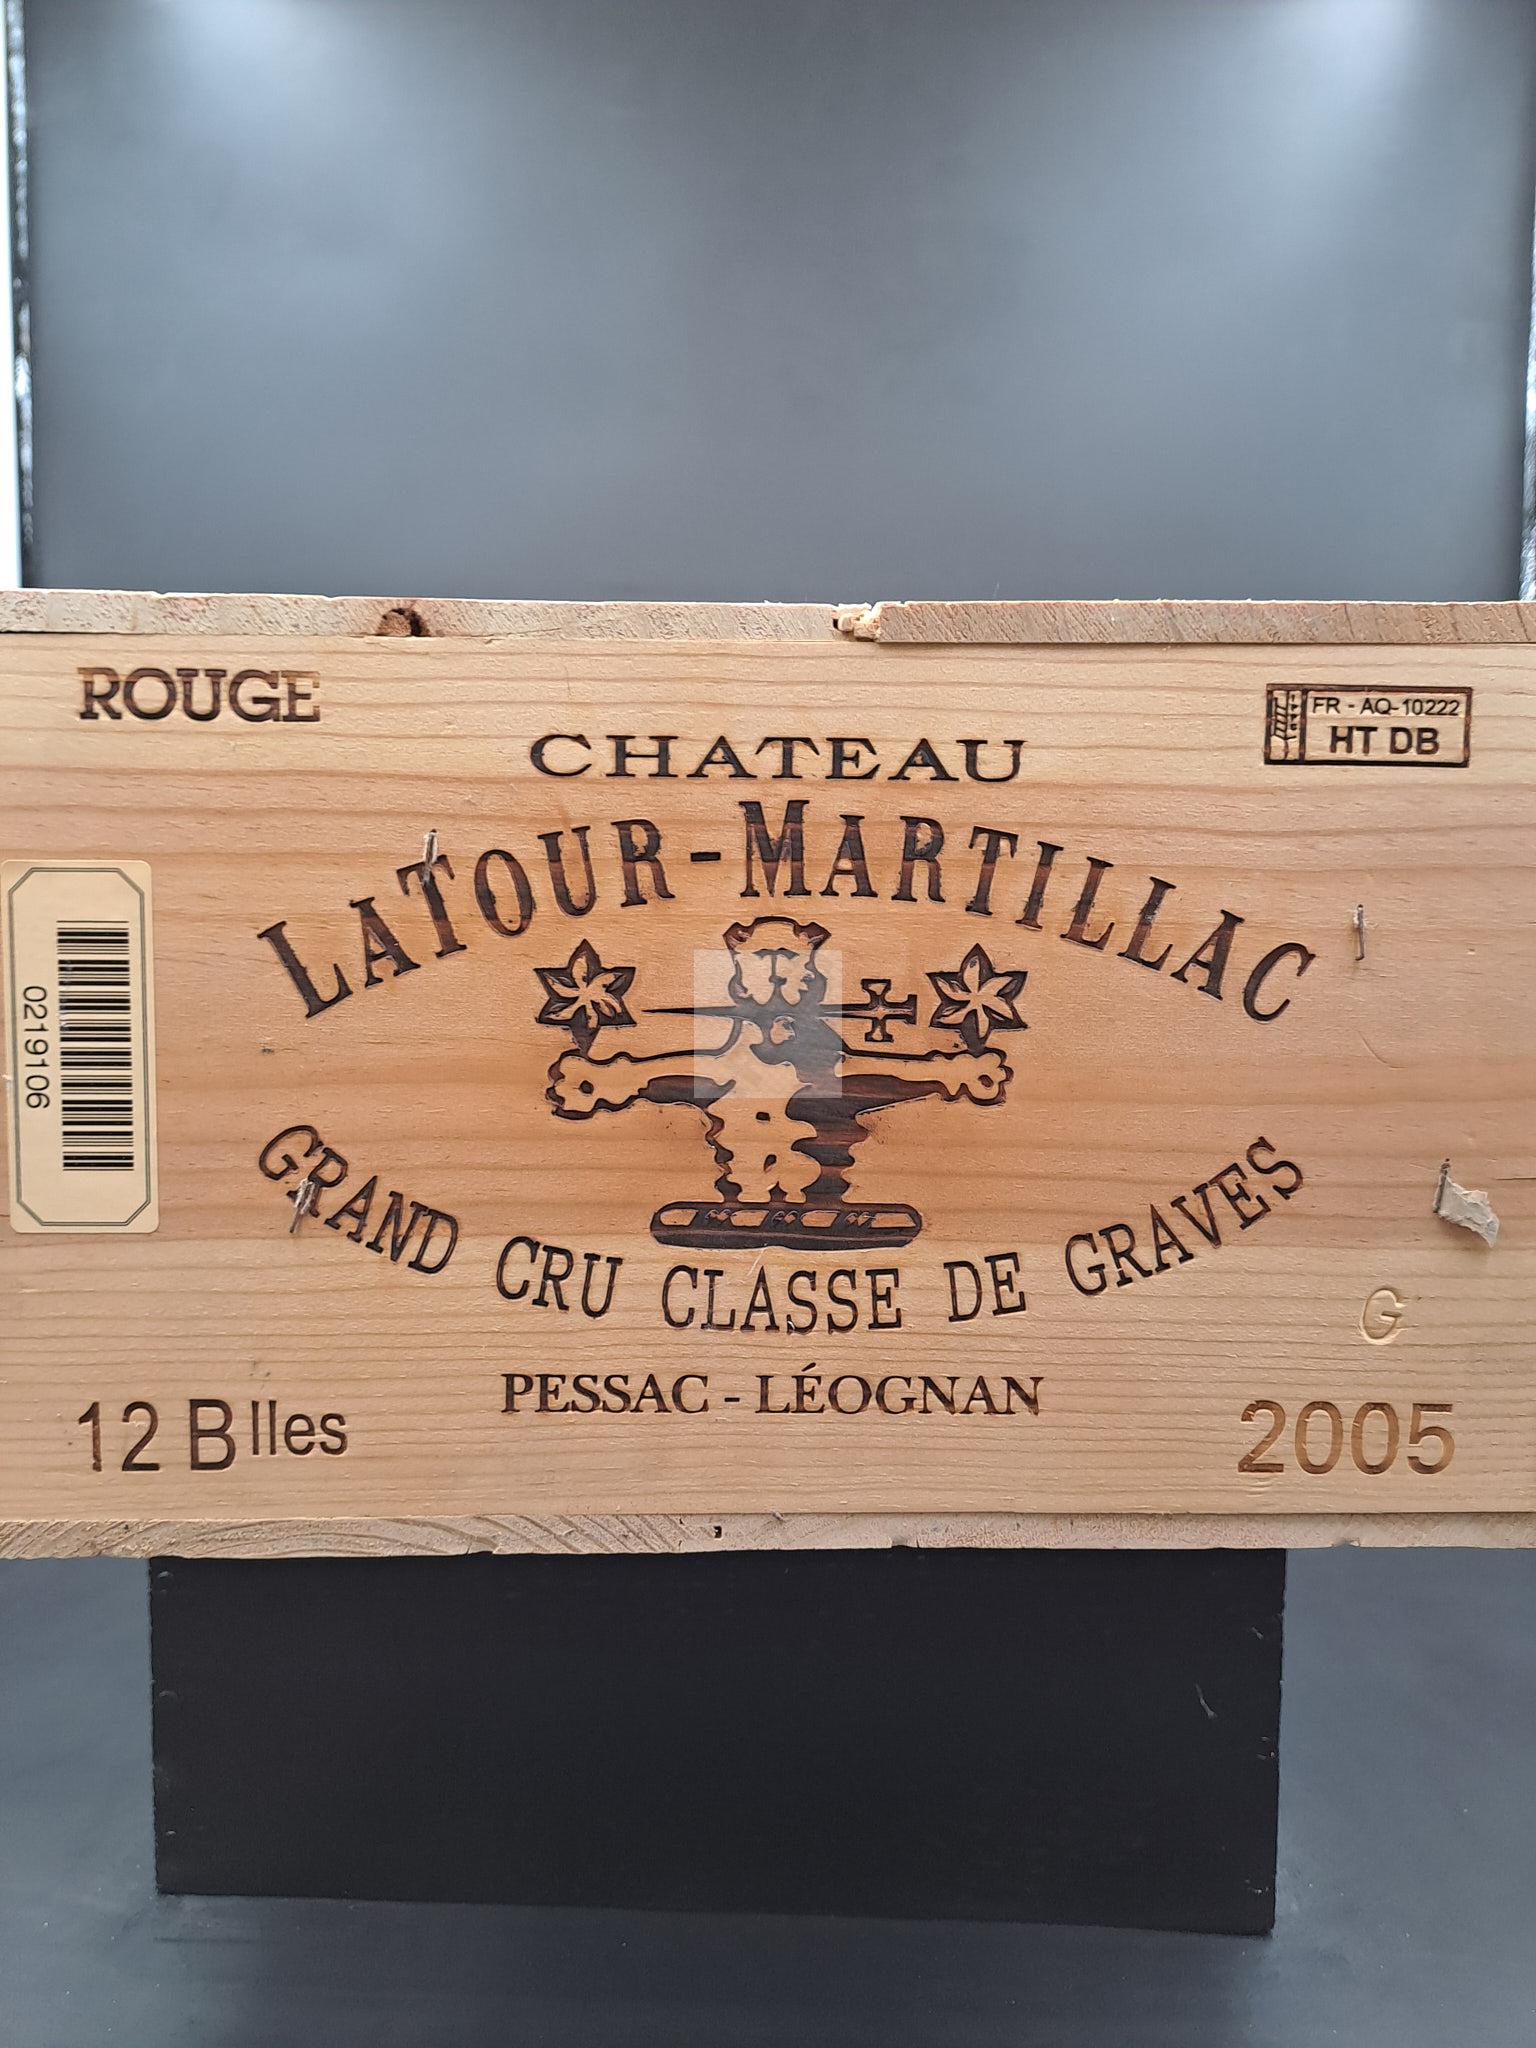 ROUGE
FR - AQ-10222
HT DB
CHATEAU
LATOUR-MARTILLAC
02191106
GRAND CRU CLASSE DE GRAVES
G
PESSAC - LÉOGNAN
12 Blles
2005